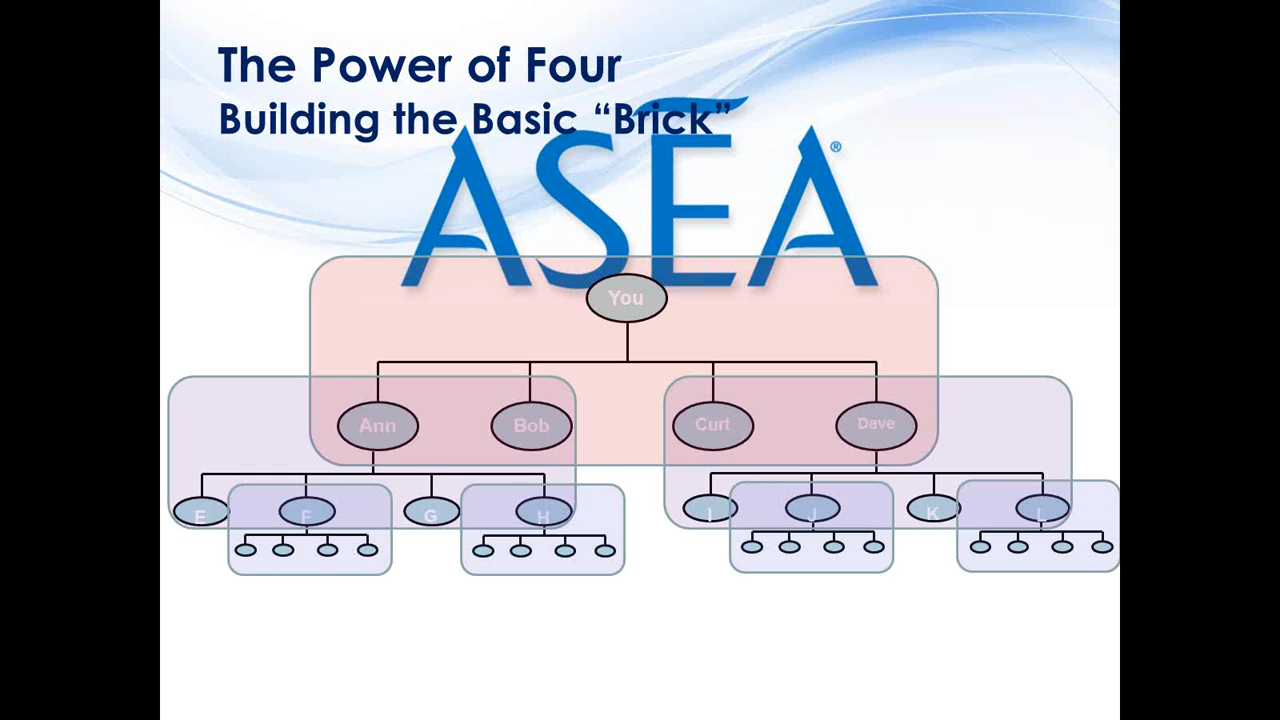 The Power of Four
Building the Basic “Brick”
ASEA®
You
Ann Bob Curt Dave
E F G H I J K L